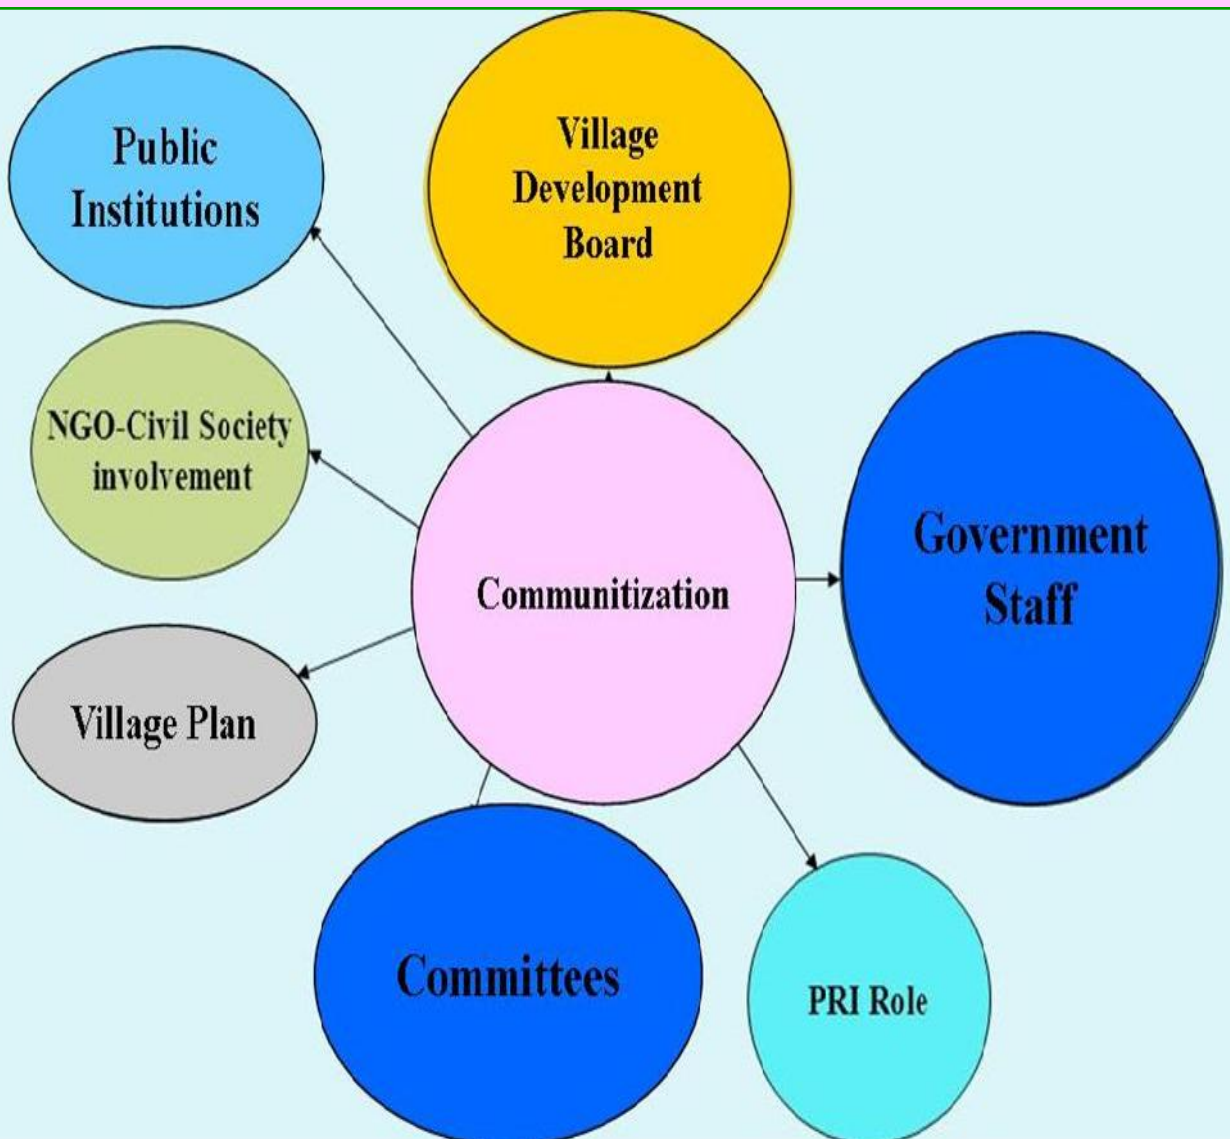 Public
Institutions
Village
Development
Board
NGO-Civil Society
involvement
Government
Staff
Communitization
Village Plan
Committees
PRI Role